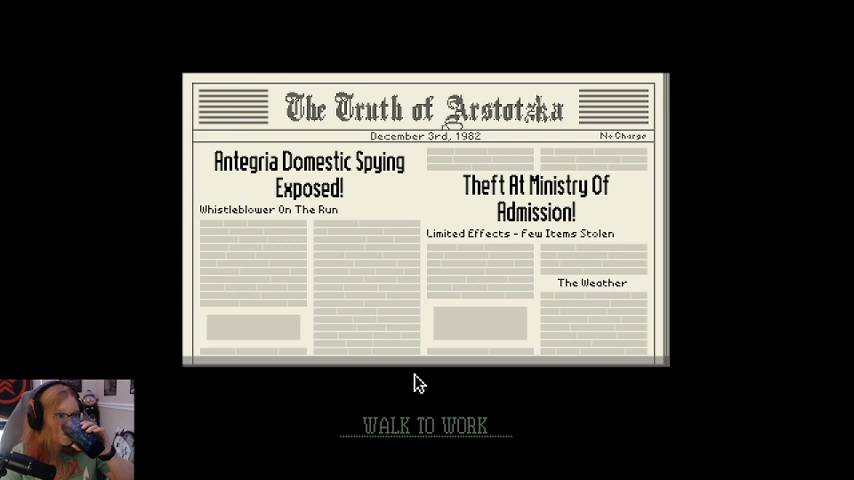 The Truth of Arstotzka
December 3rd, 1982
No Charge
Antegria Domestic Spying
Exposed!
Whistleblower On The Run
Theft At Ministry Of
Admission!
Limited Effects - Few Items Stolen
The Weather
WALK TO WORK